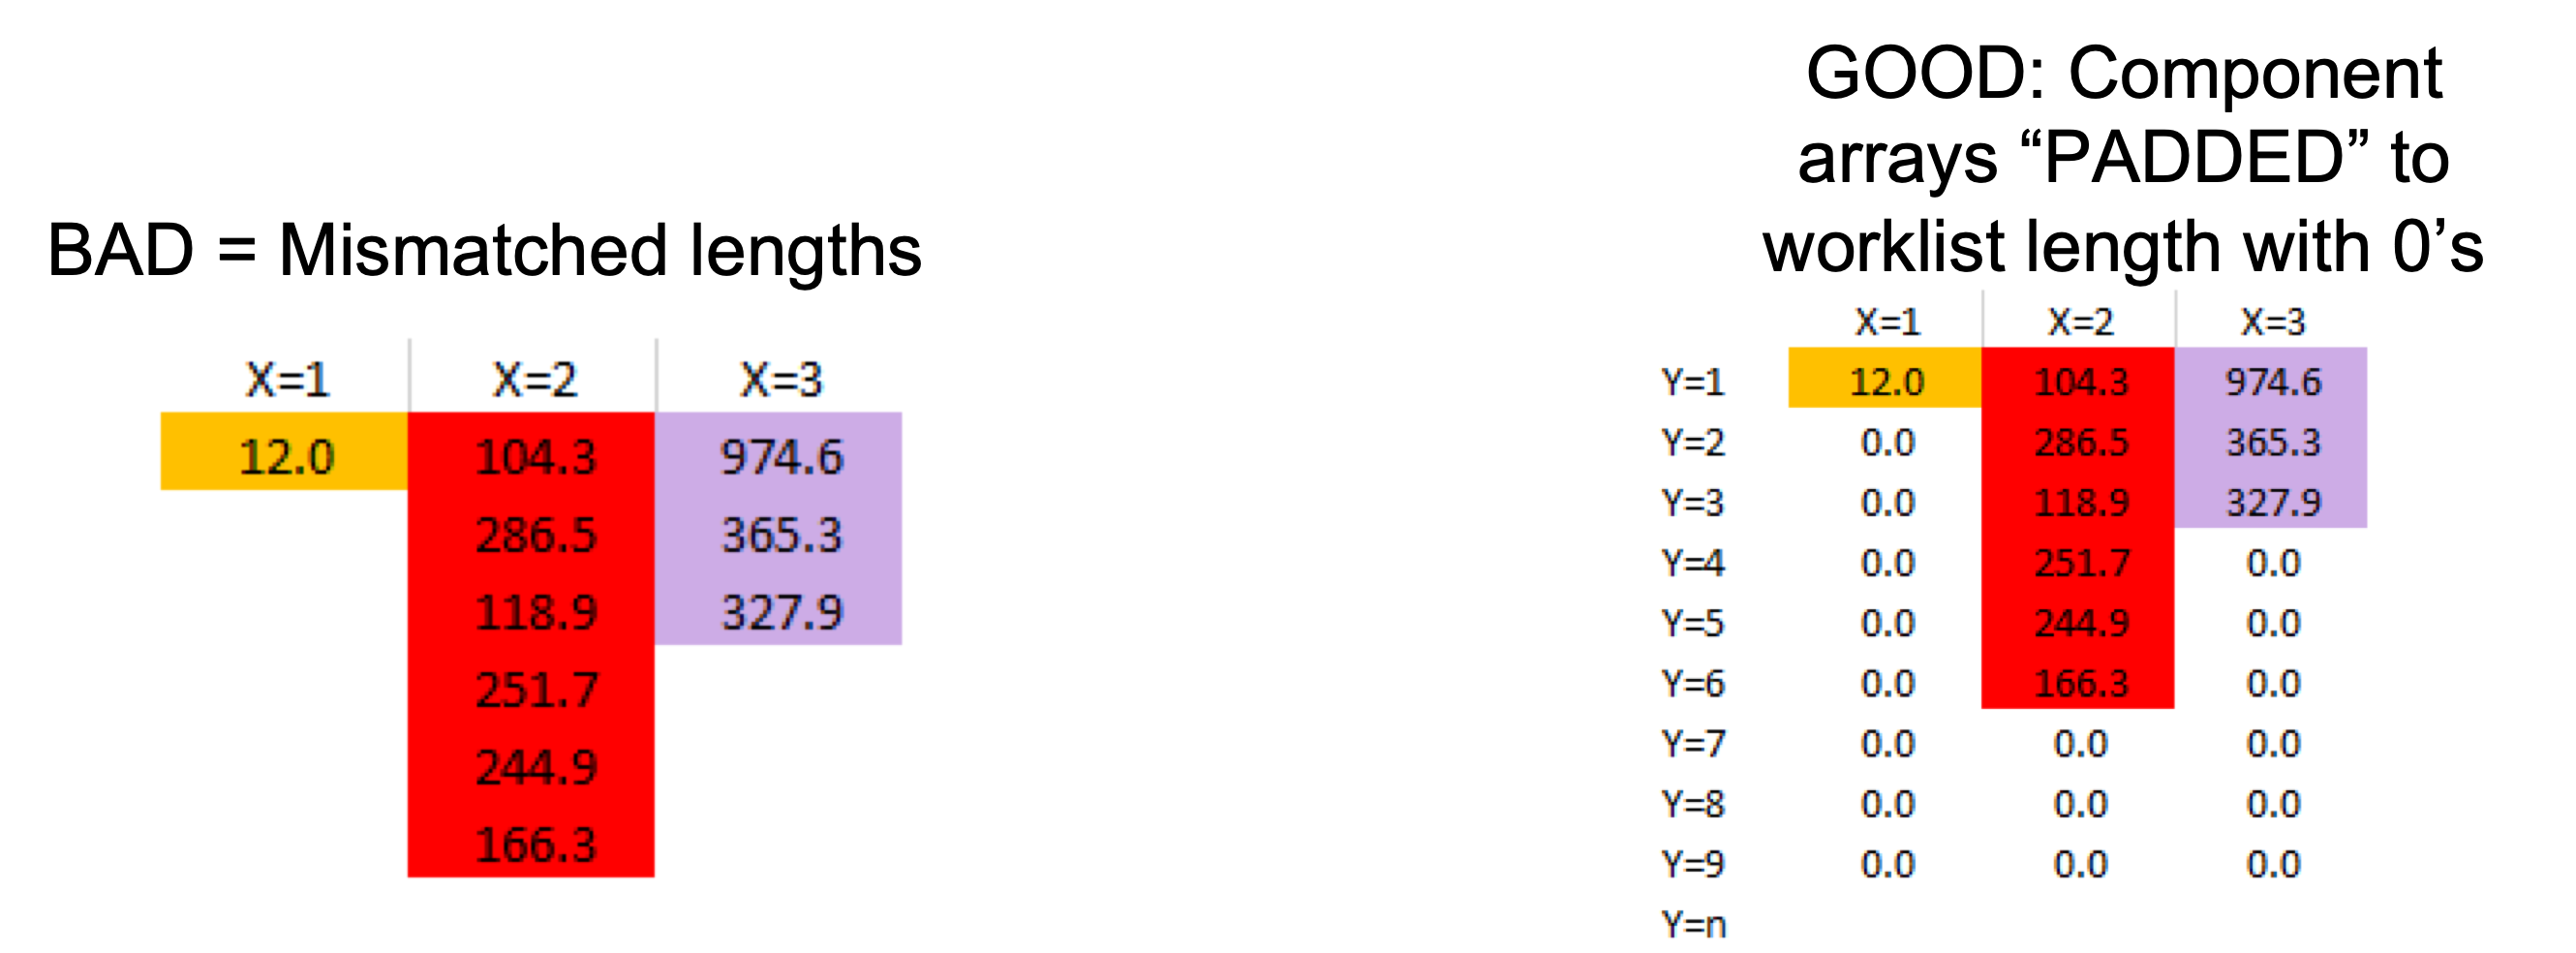 BAD = Mismatched lengths
X=1 X=2 X=3
12.0 104.3 974.6
286.5 365.3
118.9 327.9
251.7
244.9
166.3
GOOD: Component
arrays “PADDED” to
worklist length with 0’s
X=1 X=2 X=3
Y=1 12.0 104.3 974.6
Y=2 0.0 286.5 365.3
Y=3 0.0 118.9 327.9
Y=4 0.0 251.7 0.0
Y=5 0.0 244.9 0.0
Y=6 0.0 166.3 0.0
Y=7 0.0 0.0 0.0
Y=8 0.0 0.0 0.0
Y=9 0.0 0.0 0.0
Y=n